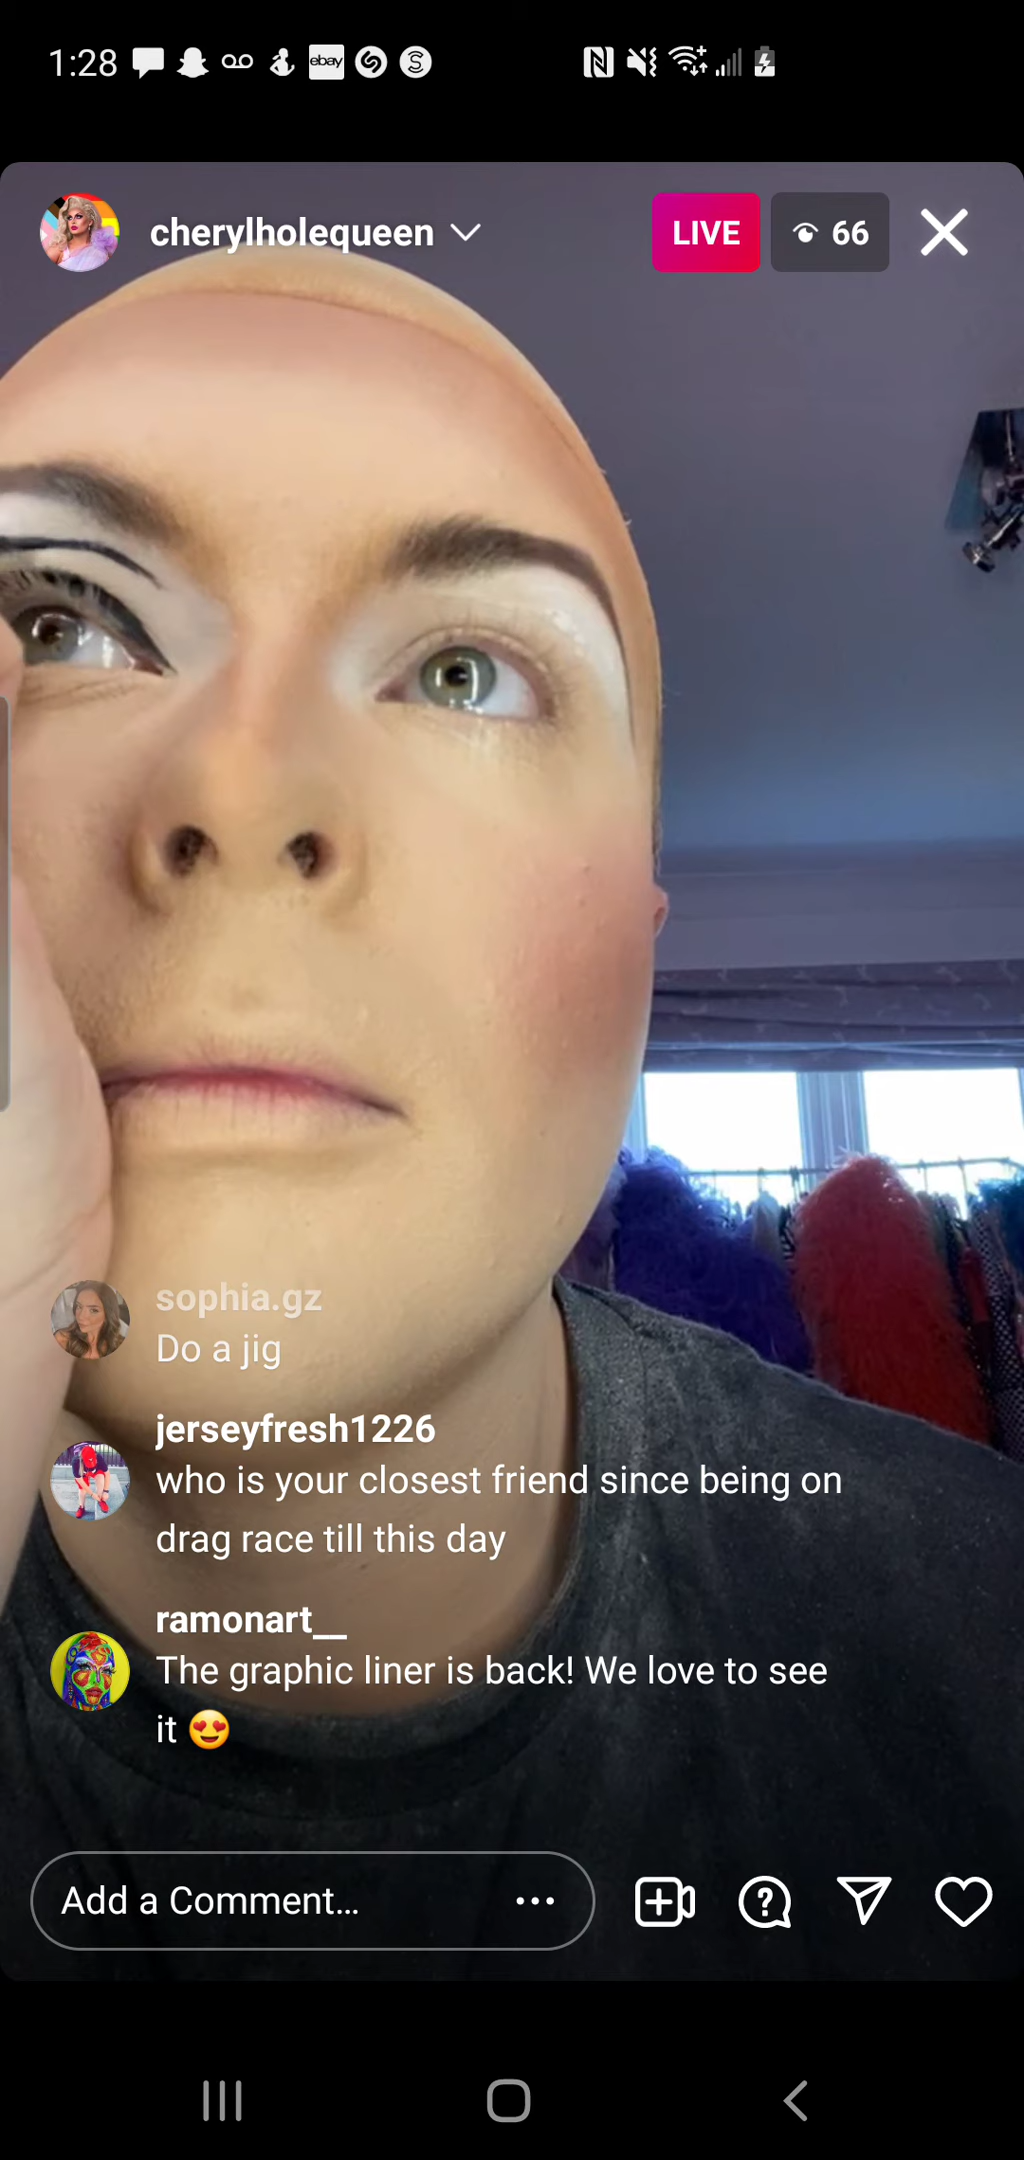 1:28
ebay
cherylholequeen
LIVE
66
sophia.gz
Do a jig
jerseyfresh1226
who is your closest friend since being on
drag race till this day
ramonart__
The graphic liner is back! We love to see
it 😍
Add a Comment...